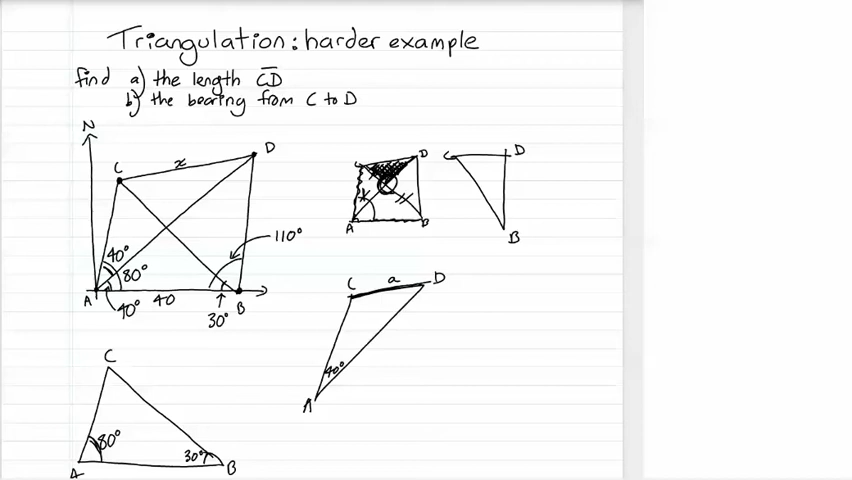 Triangulation: harder example
find a) the length CD
b) the bearing from C to D
N
C
x
D
40°
80°
110°
A
40°
40
30°
B
C
D
A
B
C
D
B
C
a
D
40°
A
C
80°
30°
A
B